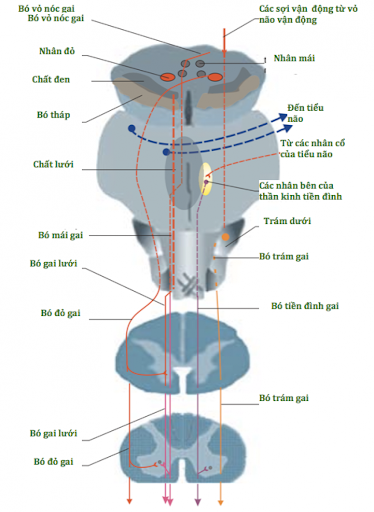 Bó vỏ nóc gai
Bó vỏ nóc gai
Nhân đỏ
Chất đen
Bó tháp
Chất lưới
Bó mái gai
Bó gai lưới
Bó đỏ gai
Bó gai lưới
Bó đỏ gai
Các sợi vận động từ vỏ
não vận động
Nhân mái
Đến tiểu
não
Từ các nhân cổ
của tiểu não
Các nhân bên của
thần kinh tiền đình
Trám dưới
Bó trám gai
Bó tiền đình gai
Bó trám gai